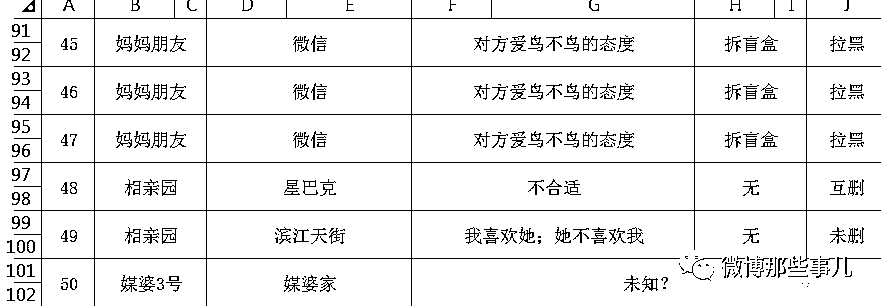 A B C D E F G H I J
91
92
45 妈妈朋友 微信 对方爱鸟不鸟的态度 拆盲盒 拉黑
93
94
46 妈妈朋友 微信 对方爱鸟不鸟的态度 拆盲盒 拉黑
95
96
47 妈妈朋友 微信 对方爱鸟不鸟的态度 拆盲盒 拉黑
97
98
48 相亲园 星巴克 不合适 无 互删
99
100
49 相亲园 滨江天街 我喜欢她；她不喜欢我 无 未删
101
102
50 媒婆3号 媒婆家 未知？
微博那些事儿